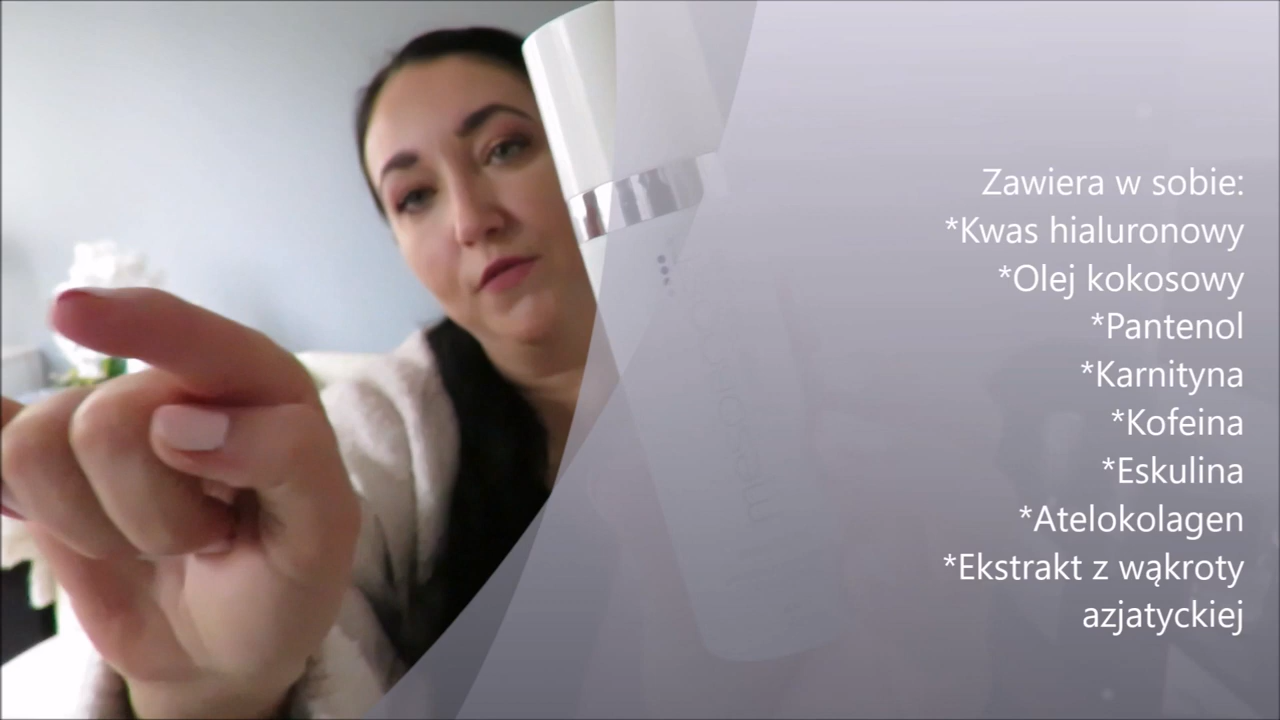 Zawiera w sobie:
*Kwas hialuronowy
*Olej kokosowy
*Pantenol
*Karnityna
*Kofeina
*Eskulina
*Atelokolagen
*Ekstrakt z wąkroty
azjatyckiej